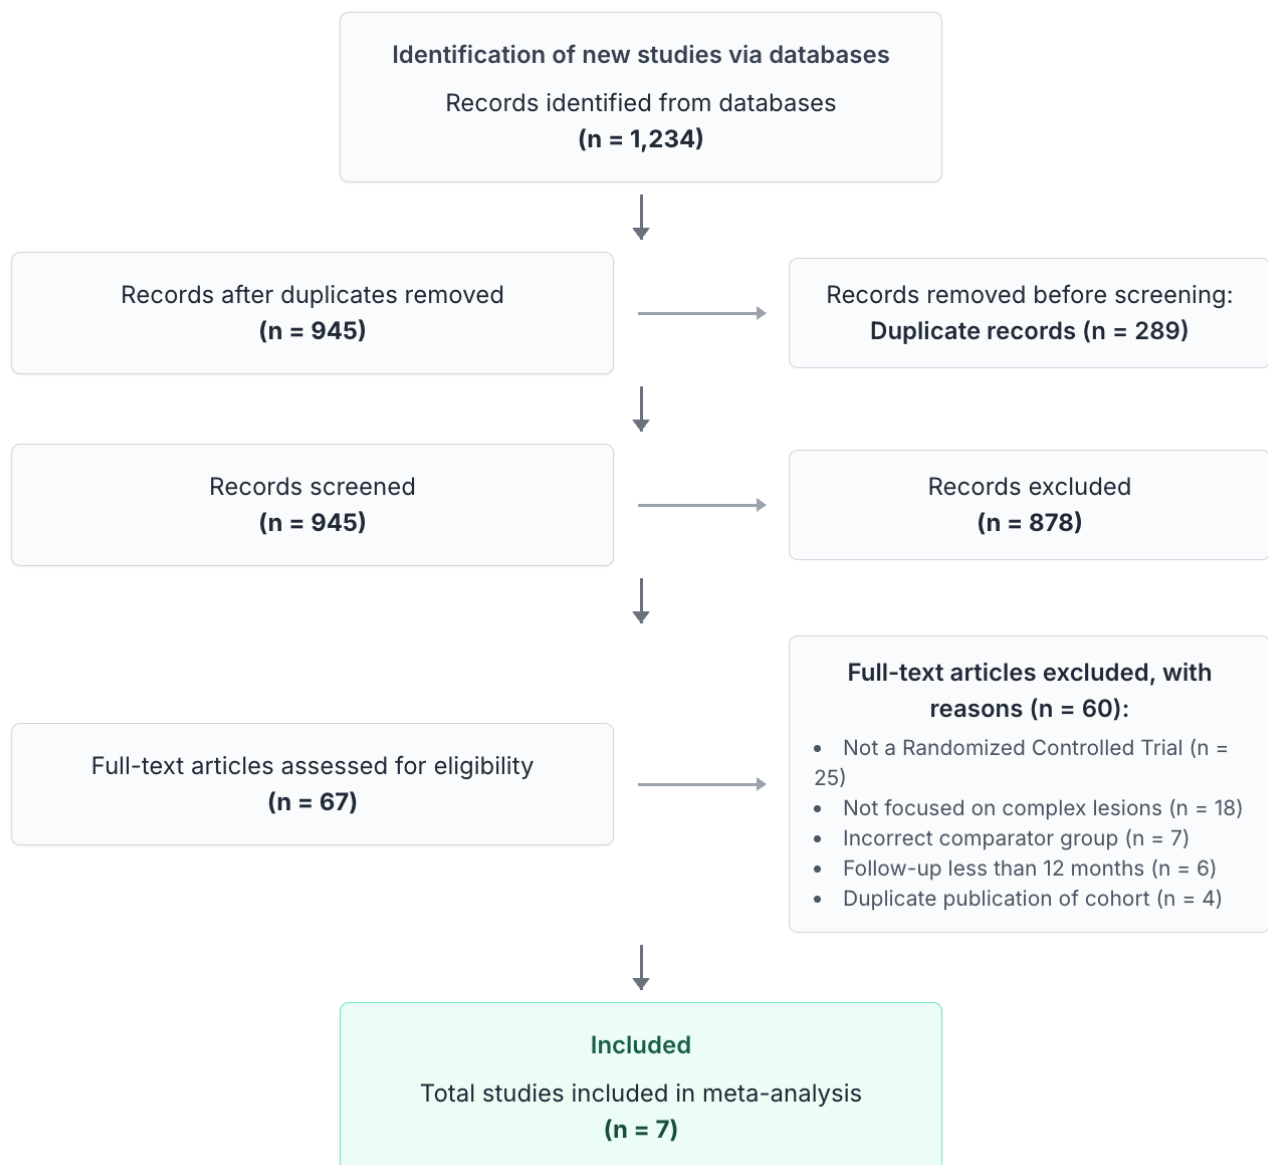 Identification of new studies via databases
Records identified from databases
(n = 1,234)
Records after duplicates removed
(n = 945)
Records removed before screening:
Duplicate records (n = 289)
Records screened
(n = 945)
Records excluded
(n = 878)
Full-text articles assessed for eligibility
(n = 67)
Full-text articles excluded, with
reasons (n = 60):
• Not a Randomized Controlled Trial (n =
25)
• Not focused on complex lesions (n = 18)
• Incorrect comparator group (n = 7)
• Follow-up less than 12 months (n = 6)
• Duplicate publication of cohort (n = 4)
Included
Total studies included in meta-analysis
(n = 7)